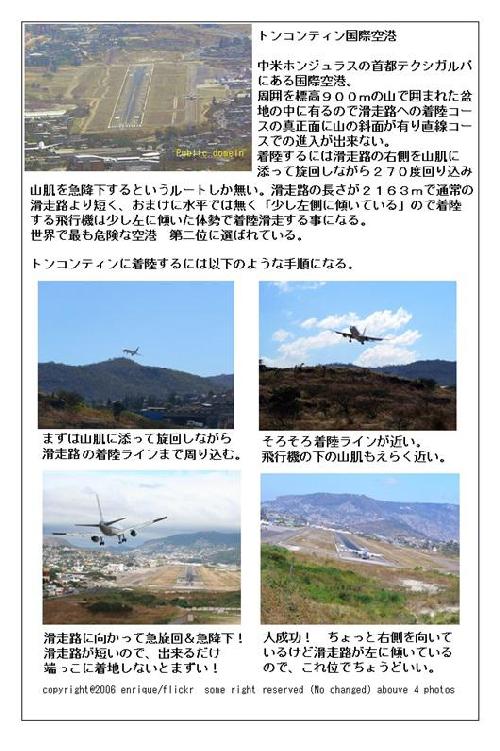 トンコンティン国際空港
中米ホンジュラスの首都テクシガルパ
にある国際空港、
周囲を標高９００ｍの山で囲まれた盆
地の中に有るので滑走路への着陸コー
スの真正面に山の斜面が有り直線コー
スでの進入が出来ない。
着陸するには滑走路の右側を山肌に
添って旋回しながら２７０度回り込み
山肌を急降下するというルートしか無い。滑走路の長さが２１６３ｍで通常の
滑走路より短く、おまけに水平では無く「少し左側に傾いている」ので着陸
する飛行機は少し左に傾いた体勢で着陸滑走する事になる。
世界で最も危険な空港　第二位に選ばれている。
Public domein
トンコンティンに着陸するには以下のような手順になる。
まずは山肌に添って旋回しながら
滑走路の着陸ラインまで周り込む。
そろそろ着陸ラインが近い。
飛行機の下の山肌もえらく近い。
滑走路に向かって急旋回＆急降下！
滑走路が短いので、出来るだけ
端っこに着地しないとまずい！
大成功！　ちょっと右側を向いて
いるけど滑走路が左に傾いている
ので、これ位でちょうどいい。
copyright@2006 enrique/flickr some right reserved (No changed) abouve 4 photos